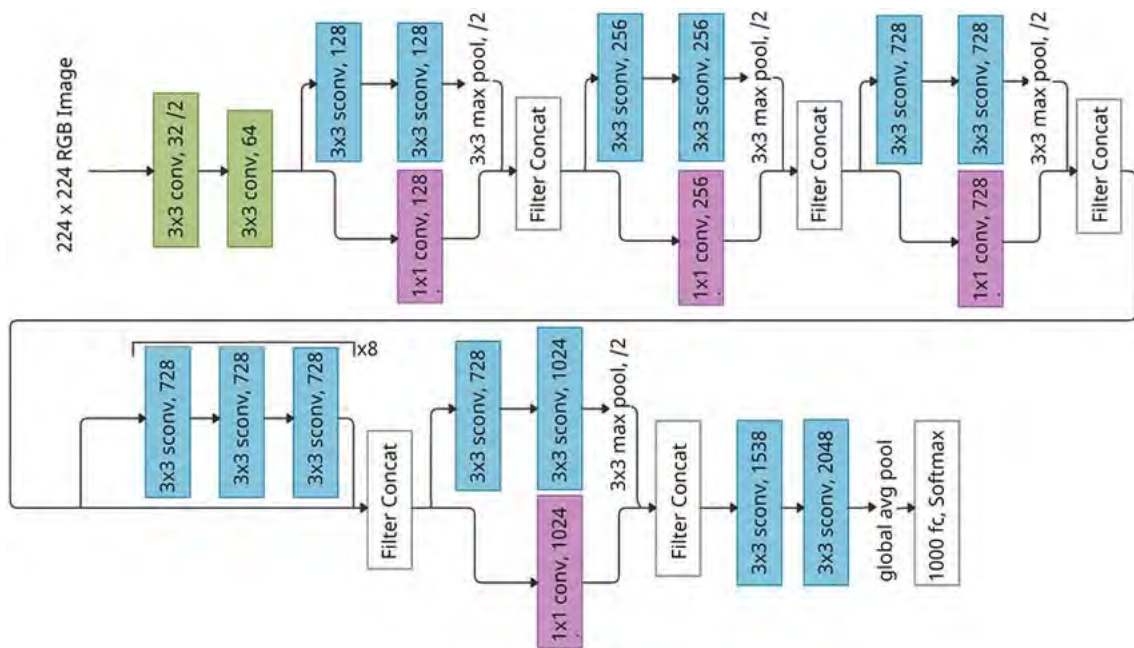 224 x 224 RGB Image
3x3 conv, 32 /2
3x3 conv, 64
3x3 sconv, 128
3x3 sconv, 128
3x3 max pool, /2
1x1 conv, 128
Filter Concat
3x3 sconv, 256
3x3 sconv, 256
3x3 max pool, /2
1x1 conv, 256
Filter Concat
3x3 sconv, 728
3x3 sconv, 728
3x3 max pool, /2
1x1 conv, 728
Filter Concat
3x3 sconv, 728
3x3 sconv, 728
3x3 sconv, 728
x8
Filter Concat
3x3 sconv, 728
3x3 sconv, 1024
3x3 max pool, /2
1x1 conv, 1024
Filter Concat
3x3 sconv, 1538
3x3 sconv, 2048
global avg pool
1000 fc, Softmax